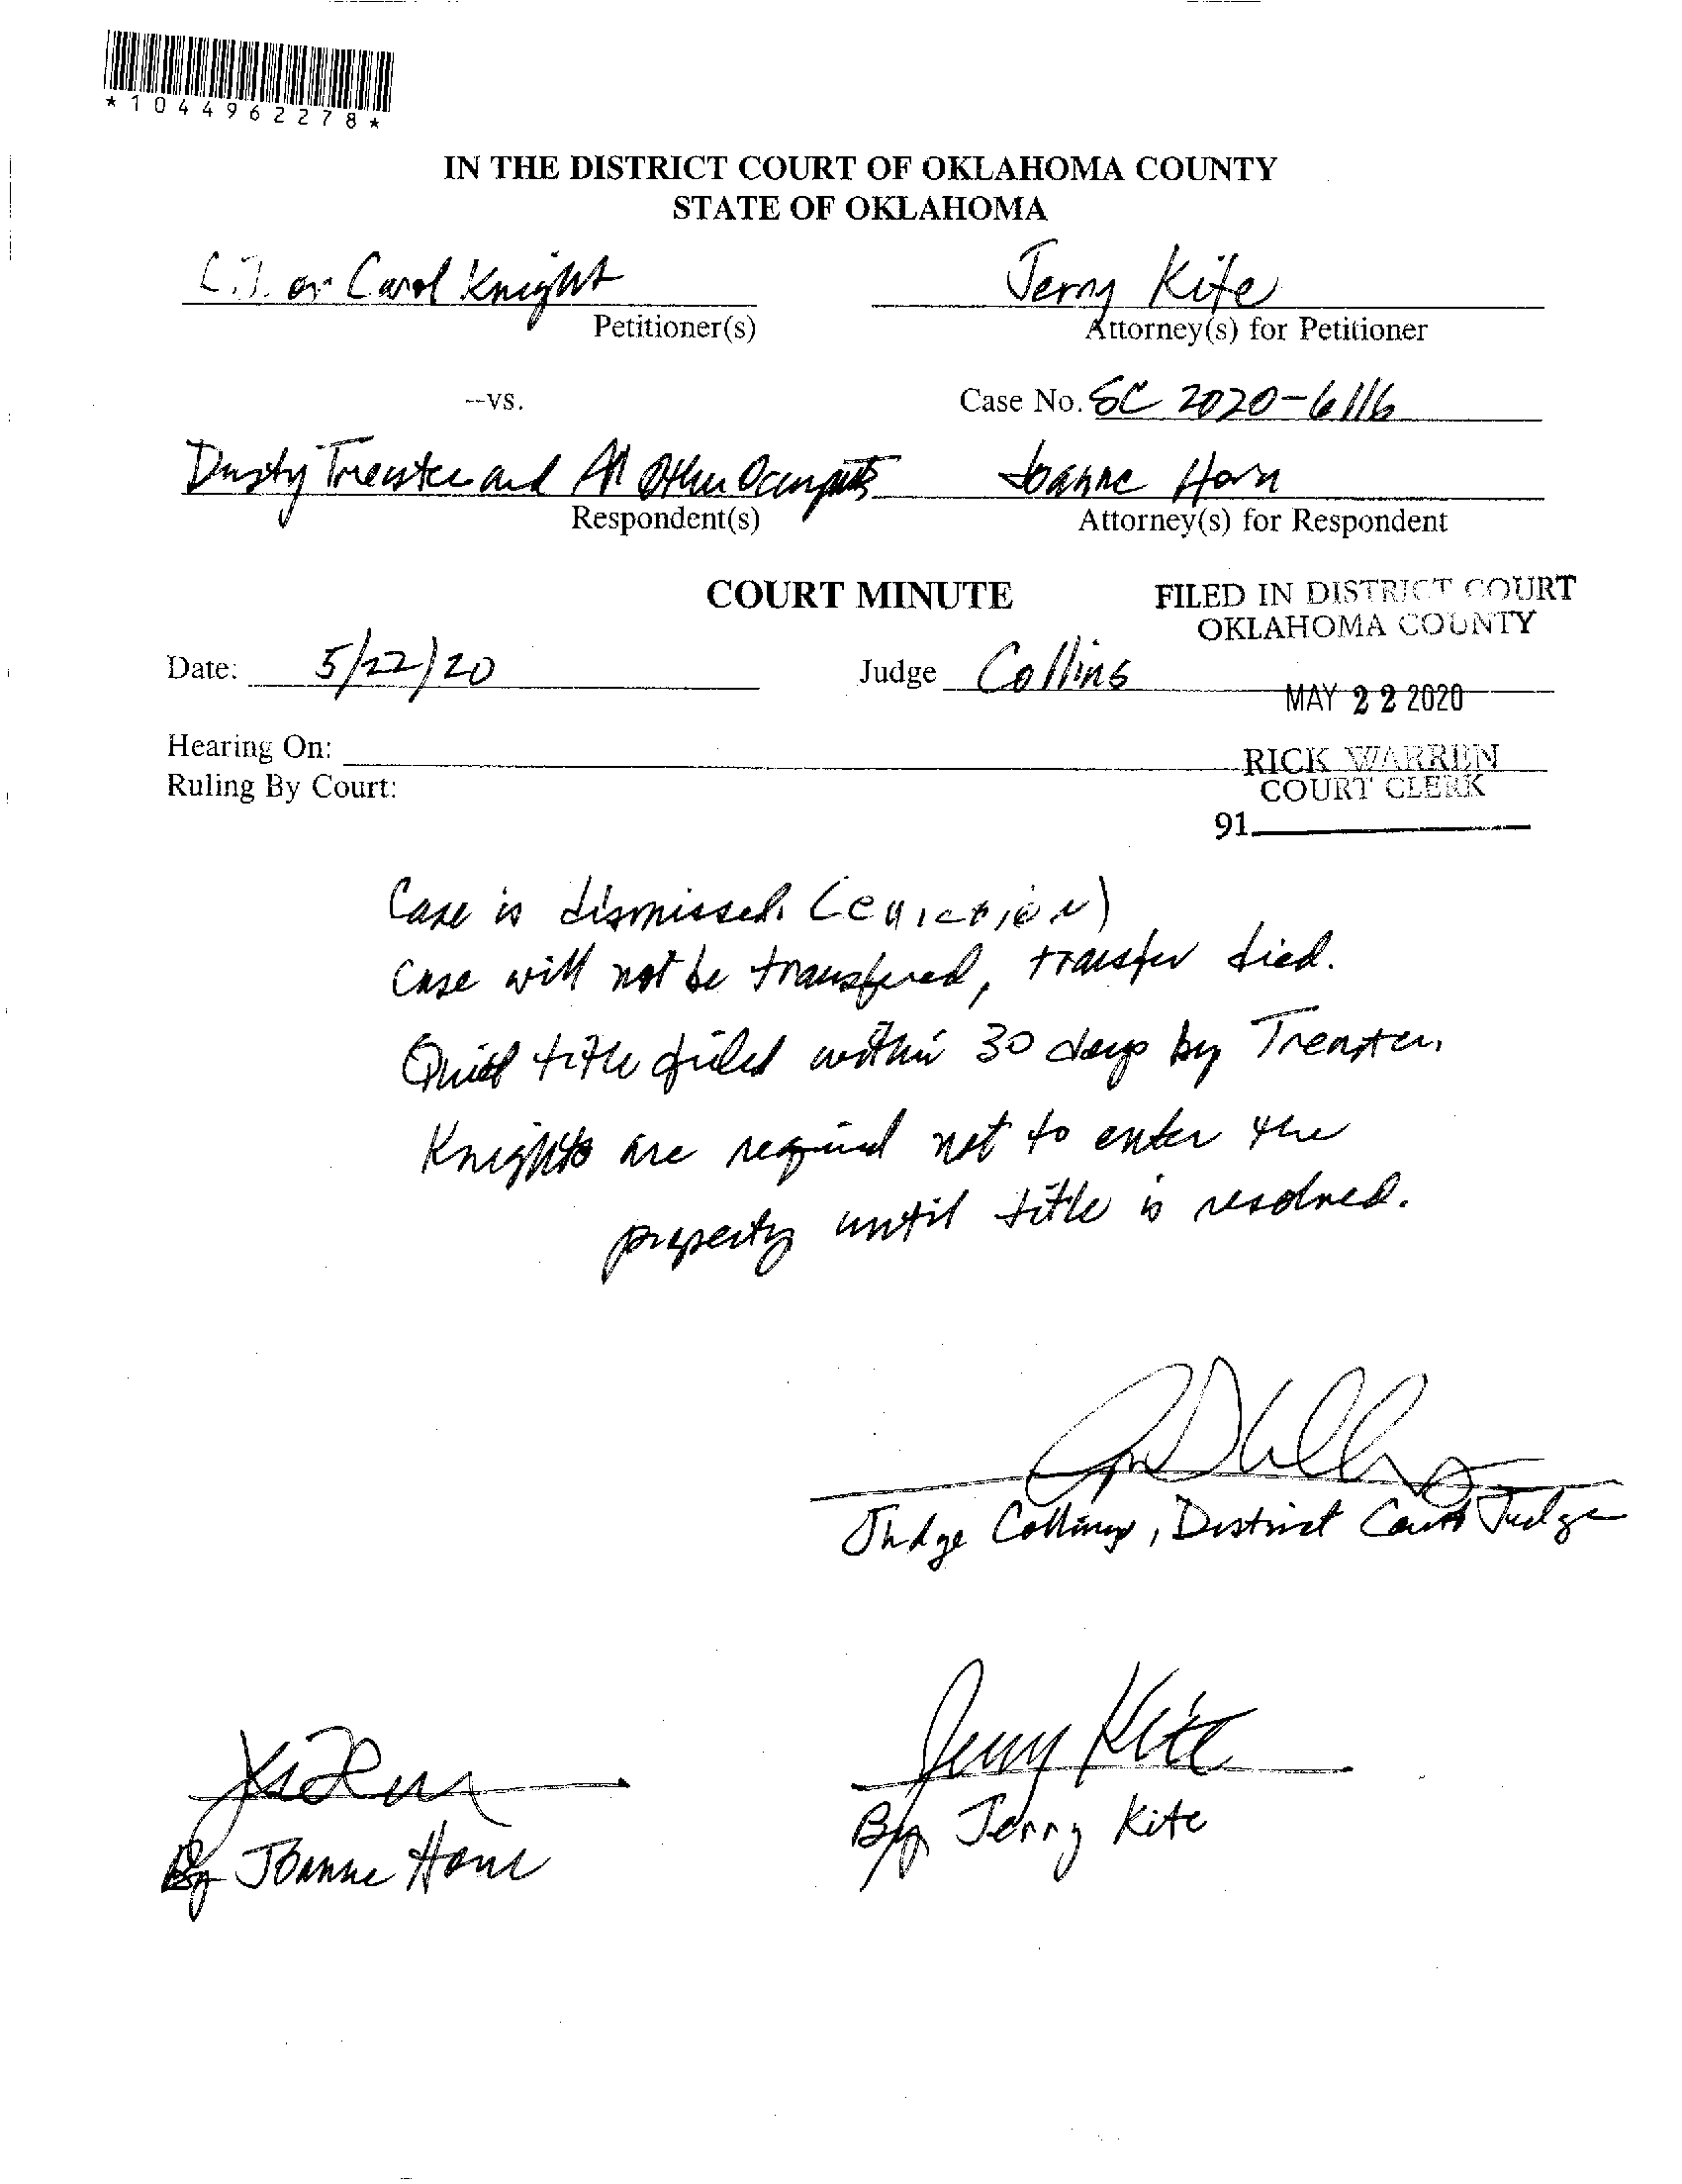 *1044962278*
IN THE DISTRICT COURT OF OKLAHOMA COUNTY
STATE OF OKLAHOMA
C.J. or Carol Knight
Petitioner(s)
Jerry Kite
Attorney(s) for Petitioner
--vs.
Case No. SC 2020-6116
Dusty Treaster and All Other Occupants
Respondent(s)
Joanne Horn
Attorney(s) for Respondent
COURT MINUTE
FILED IN DISTRICT COURT
OKLAHOMA COUNTY
Date: 5/22/20
Judge Collins
MAY 22 2020
Hearing On:
RICK WARREN
Ruling By Court:
COURT CLERK
91
Case is dismissed. (eviction)
Case will not be transfered, transfer died.
Quiet title filed within 30 days by Treaster.
Knights are required not to enter the
property until title is resolved.
Judge Collins, District Court Judge
Jerry Kite
By Joanne Horn
By Jerry Kite